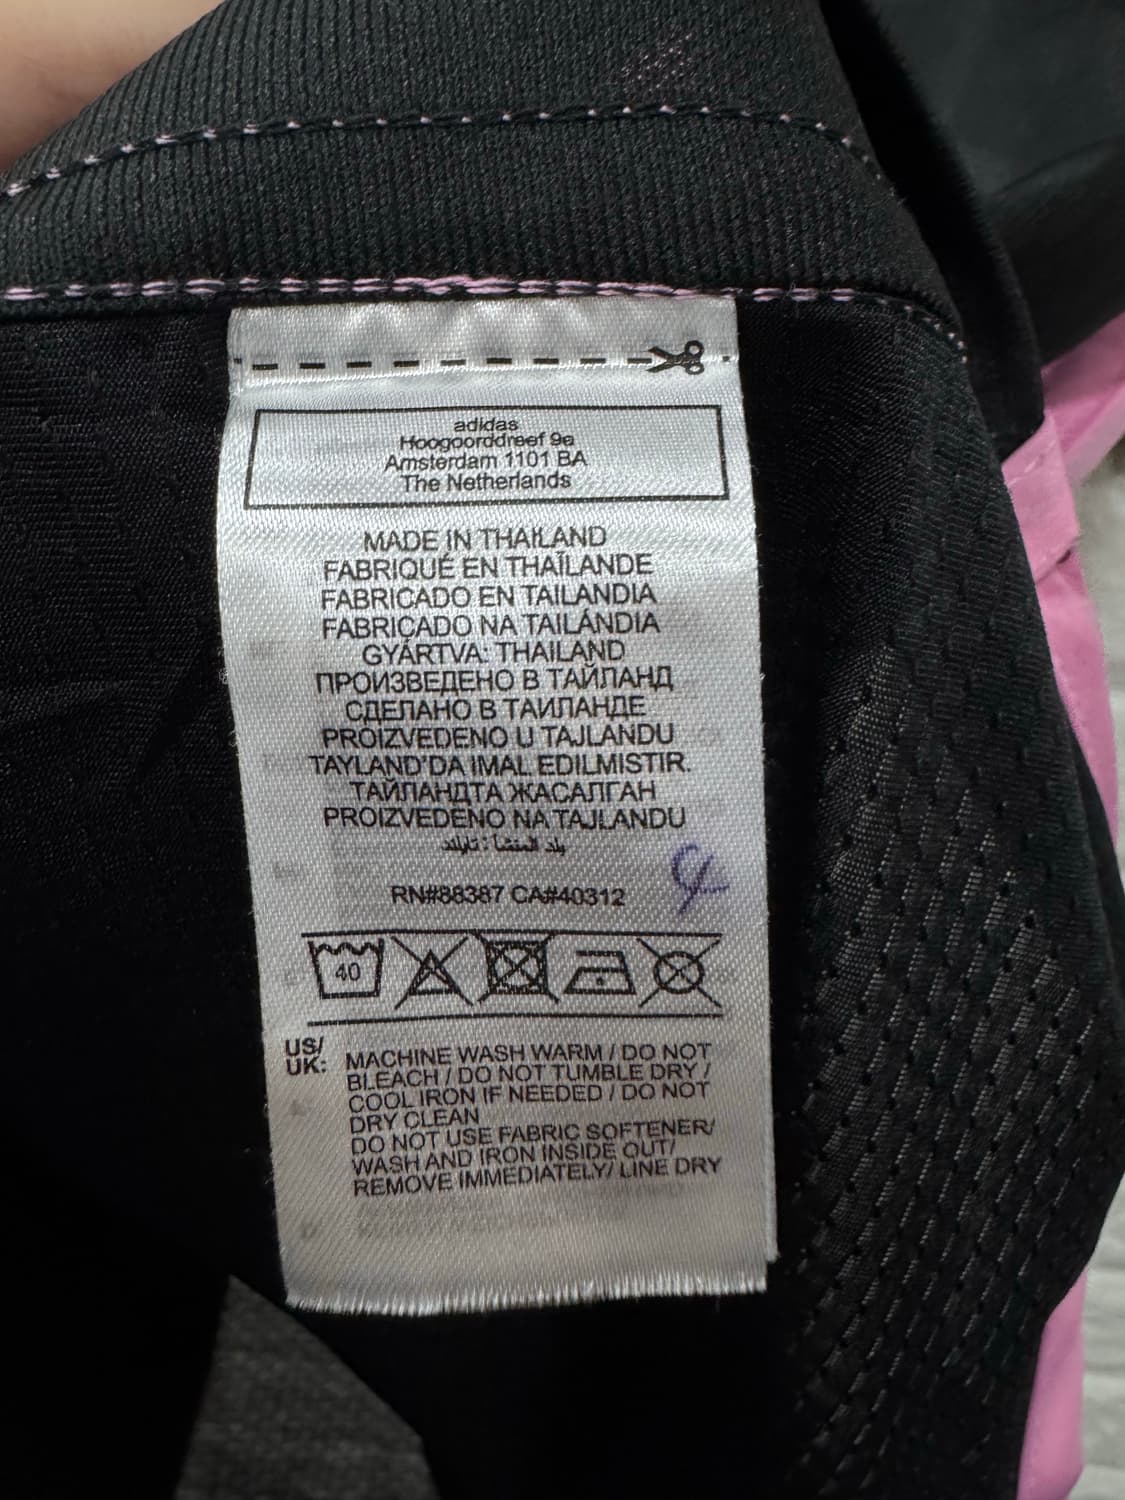 adidas
Hoogoorddreef 9a
Amsterdam 1101 BA
The Netherlands
MADE IN THAILAND
FABRIQUÉ EN THAÏLANDE
FABRICADO EN TAILANDIA
FABRICADO NA TAILÂNDIA
GYÁRTVA: THAILAND
ПРОИЗВЕДЕНО В ТАЙЛАНД
СДЕЛАНО В ТАИЛАНДЕ
PROIZVEDENO U TAJLANDU
TAYLAND'DA IMAL EDILMISTIR.
ТАЙЛАНДТА ЖАСАЛҒАН
PROIZVEDENO NA TAJLANDU
بلد المنشأ : تايلند
RN#88387 CA#40312
40
US/
UK:
MACHINE WASH WARM / DO NOT
BLEACH / DO NOT TUMBLE DRY /
COOL IRON IF NEEDED / DO NOT
DRY CLEAN
DO NOT USE FABRIC SOFTENER/
WASH AND IRON INSIDE OUT/
REMOVE IMMEDIATELY/ LINE DRY